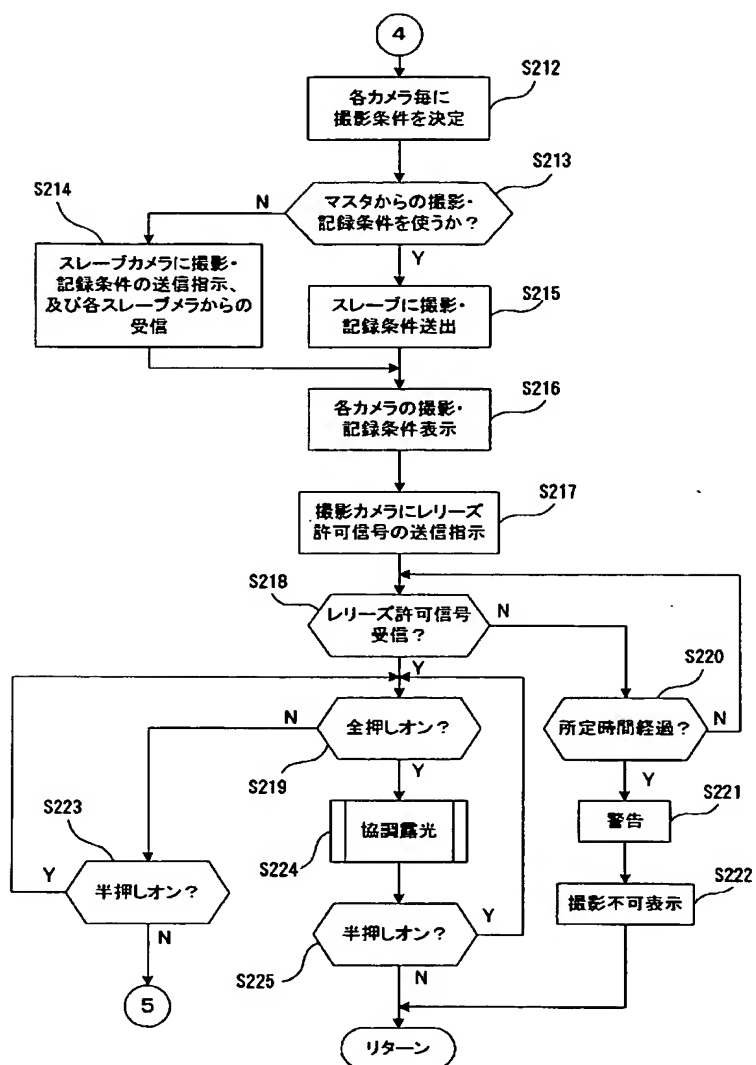 4
S212
各カメラ毎に
撮影条件を決定
S213
マスタからの撮影・
記録条件を使うか？
N
Y
S214
スレーブカメラに撮影・
記録条件の送信指示、
及び各スレーブメラからの
受信
S215
スレーブに撮影・
記録条件送出
S216
各カメラの撮影・
記録条件表示
S217
撮影カメラにレリーズ
許可信号の送信指示
S218
レリーズ許可信号
受信？
N
Y
S220
所定時間経過？
N
Y
全押しオン？
N
S219
Y
S221
警告
S223
半押しオン？
Y
N
S224
協調露光
S222
撮影不可表示
半押しオン？
Y
S225
N
5
リターン